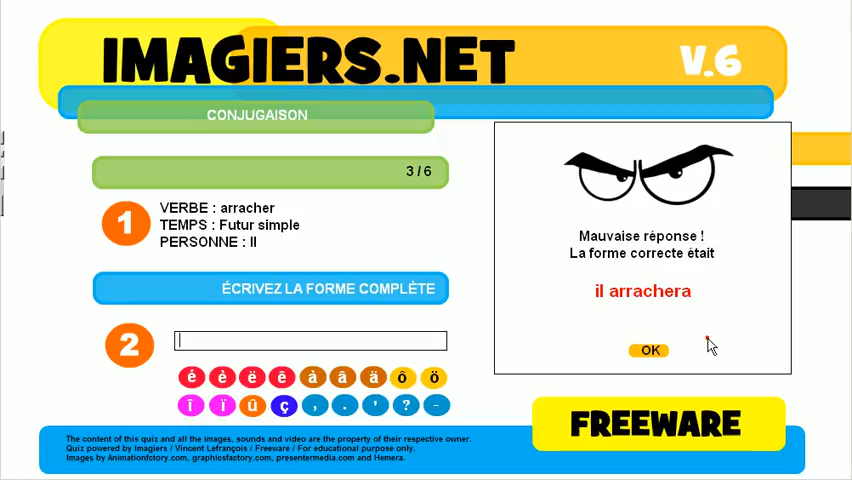 IMAGIERS.NET
V.6
CONJUGAISON
3 / 6
1
VERBE : arracher
TEMPS : Futur simple
PERSONNE : Il
ÉCRIVEZ LA FORME COMPLÈTE
2
é è ë ê à â ä ô ö
î ï û ç , . ' ? -
Mauvaise réponse !
La forme correcte était
il arrachera
OK
FREEWARE
The content of this quiz and all the images, sounds and video are the property of their respective owner.
Quiz powered by Imagiers / Vincent Lefrançois / Freeware / For educational purpose only.
Images by Animationfctory.com, graphicsfactory.com, presentermedia.com and Hemera.